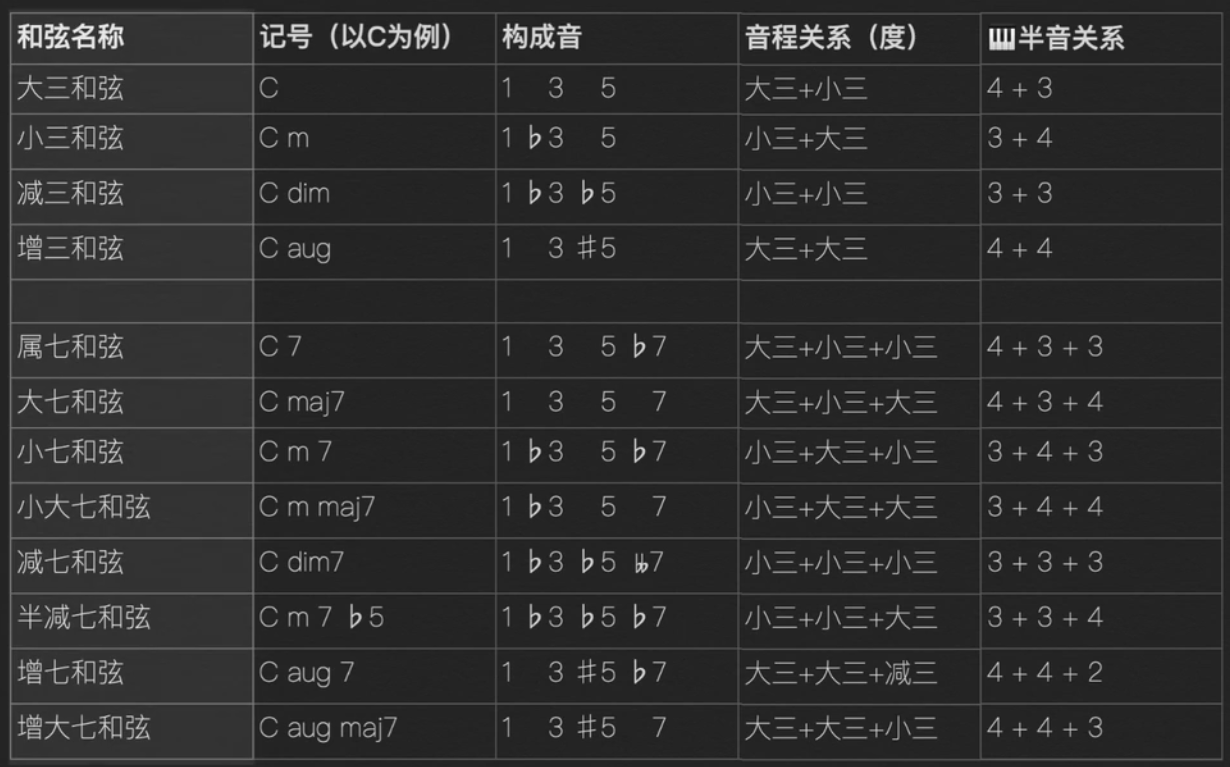 和弦名称 记号（以C为例） 构成音 音程关系（度） 🎹半音关系
大三和弦 C 1 3 5 大三+小三 4 + 3
小三和弦 C m 1 ♭3 5 小三+大三 3 + 4
减三和弦 C dim 1 ♭3 ♭5 小三+小三 3 + 3
增三和弦 C aug 1 3 ♯5 大三+大三 4 + 4
属七和弦 C 7 1 3 5 ♭7 大三+小三+小三 4 + 3 + 3
大七和弦 C maj7 1 3 5 7 大三+小三+大三 4 + 3 + 4
小七和弦 C m 7 1 ♭3 5 ♭7 小三+大三+小三 3 + 4 + 3
小大七和弦 C m maj7 1 ♭3 5 7 小三+大三+大三 3 + 4 + 4
减七和弦 C dim7 1 ♭3 ♭5 𝄫7 小三+小三+小三 3 + 3 + 3
半减七和弦 C m 7 ♭5 1 ♭3 ♭5 ♭7 小三+小三+大三 3 + 3 + 4
增七和弦 C aug 7 1 3 ♯5 ♭7 大三+大三+减三 4 + 4 + 2
增大七和弦 C aug maj7 1 3 ♯5 7 大三+大三+小三 4 + 4 + 3